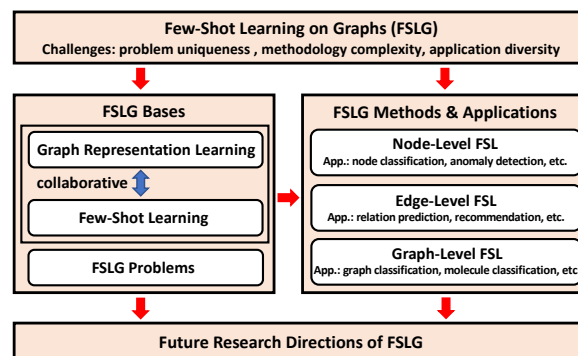 Few-Shot Learning on Graphs (FSLG)
Challenges: problem uniqueness , methodology complexity, application diversity
FSLG Bases
Graph Representation Learning
collaborative
Few-Shot Learning
FSLG Problems
FSLG Methods & Applications
Node-Level FSL
App.: node classification, anomaly detection, etc.
Edge-Level FSL
App.: relation prediction, recommendation, etc.
Graph-Level FSL
App.: graph classification, molecule classification, etc.
Future Research Directions of FSLG